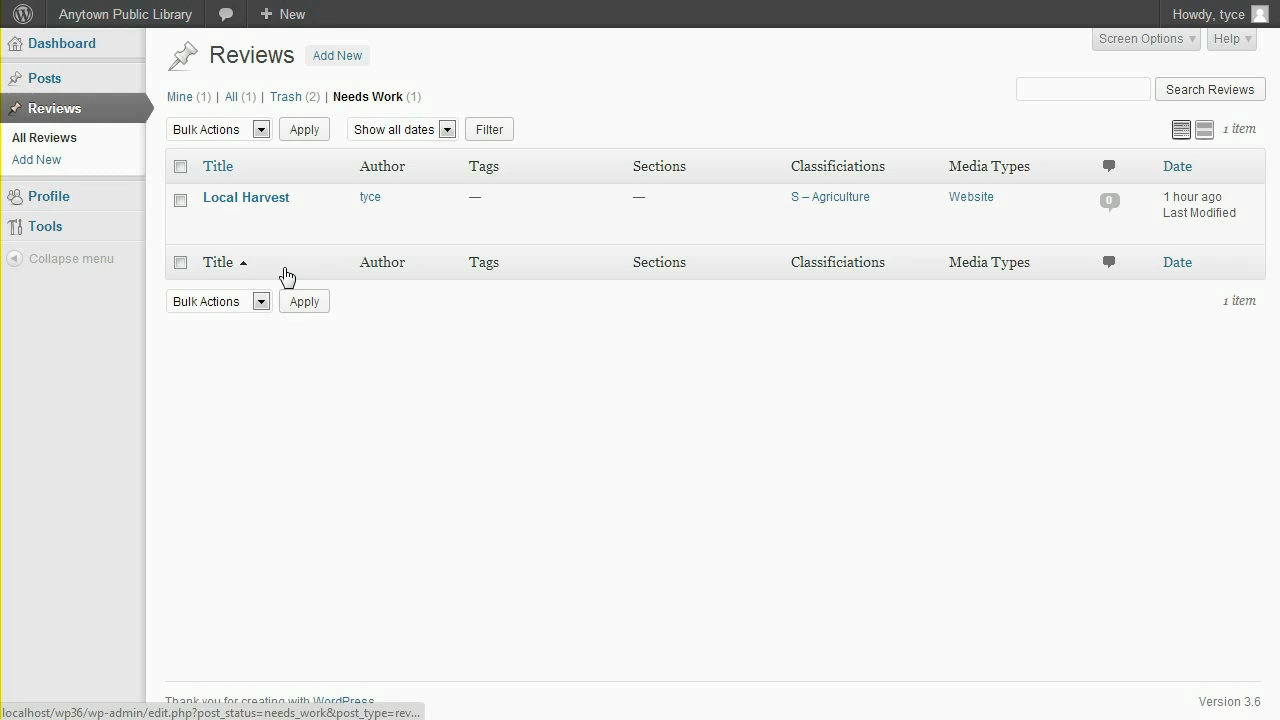 Anytown Public Library + New Howdy, tyce
Dashboard
Posts
Reviews
All Reviews
Add New
Profile
Tools
Collapse menu
Screen Options Help
Reviews Add New
Mine (1) | All (1) | Trash (2) | Needs Work (1)
Search Reviews
Bulk Actions Apply Show all dates Filter 1 item
Title Author Tags Sections Classificiations Media Types Date
Local Harvest tyce — — S – Agriculture Website 0 1 hour ago
Last Modified
Title Author Tags Sections Classificiations Media Types Date
Bulk Actions Apply 1 item
Thank you for creating with WordPress
Version 3.6
localhost/wp36/wp-admin/edit.php?post_status=needs_work&post_type=rev...